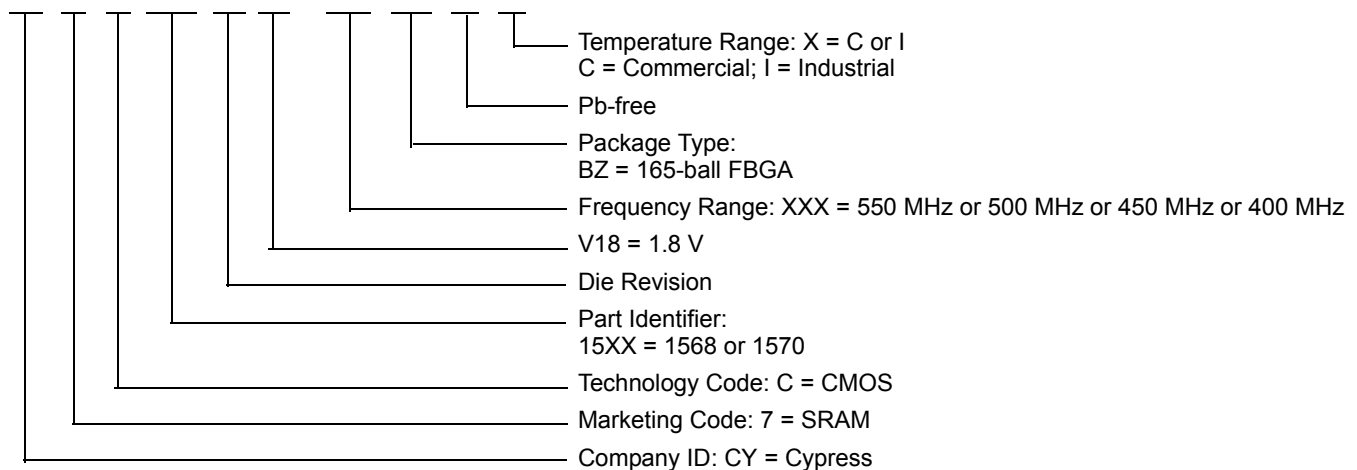 Temperature Range: X = C or I
C = Commercial; I = Industrial
Pb-free
Package Type:
BZ = 165-ball FBGA
Frequency Range: XXX = 550 MHz or 500 MHz or 450 MHz or 400 MHz
V18 = 1.8 V
Die Revision
Part Identifier:
15XX = 1568 or 1570
Technology Code: C = CMOS
Marketing Code: 7 = SRAM
Company ID: CY = Cypress